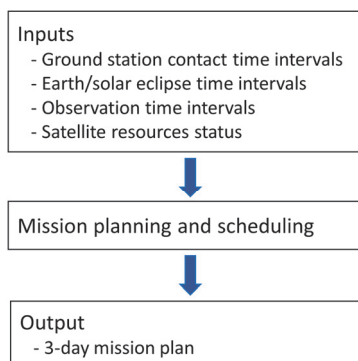 Inputs
- Ground station contact time intervals
- Earth/solar eclipse time intervals
- Observation time intervals
- Satellite resources status
Mission planning and scheduling
Output
- 3-day mission plan